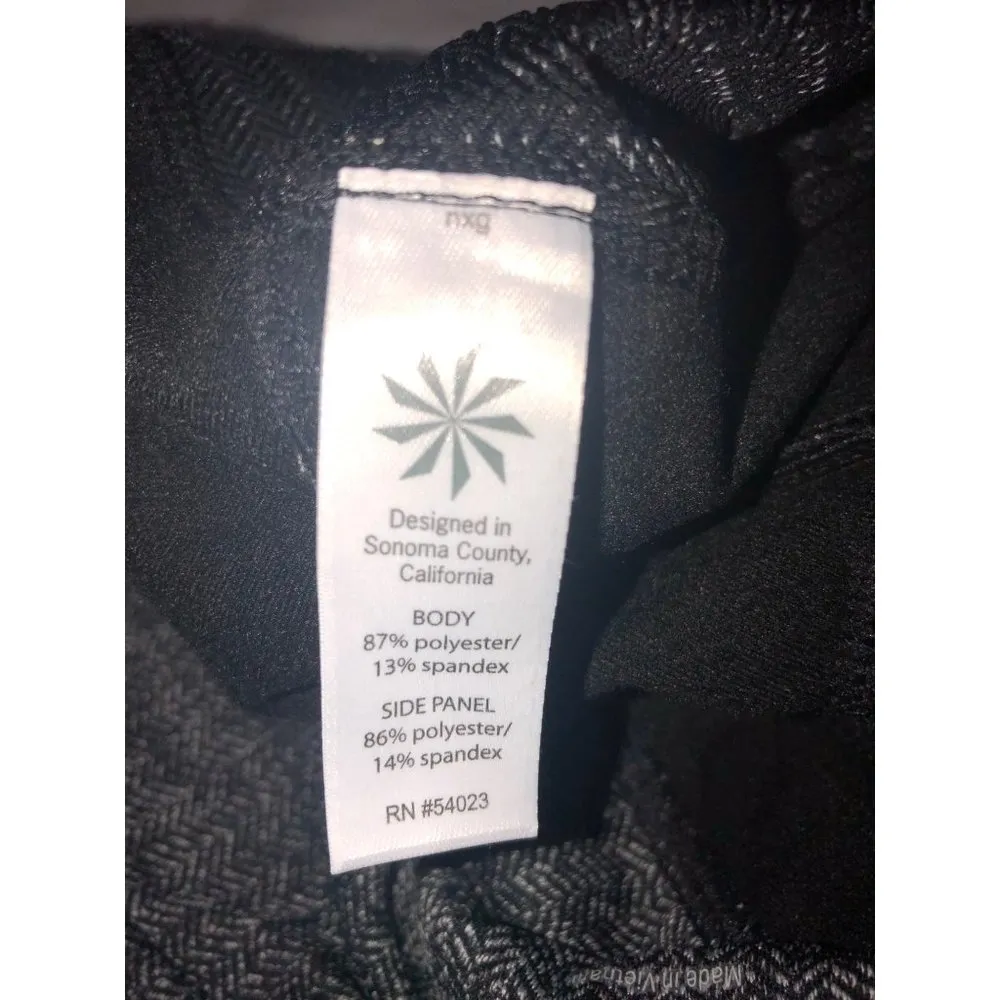 nxg
Designed in
Sonoma County,
California
BODY
87% polyester/
13% spandex
SIDE PANEL
86% polyester/
14% spandex
RN #54023
Made in Vietnam